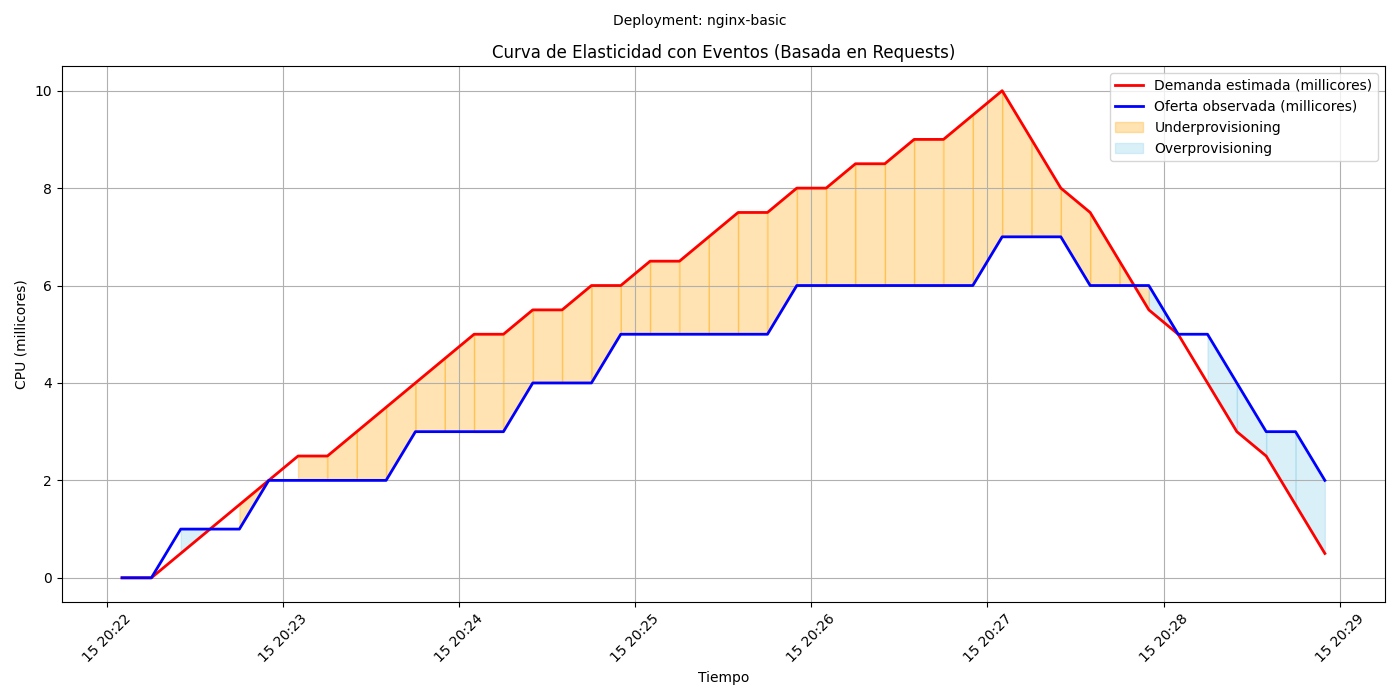 Deployment: nginx-basic
Curva de Elasticidad con Eventos (Basada en Requests)
Demanda estimada (millicores)
Oferta observada (millicores)
Underprovisioning
Overprovisioning
CPU (millicores)
10
8
6
4
2
0
15 20:22
15 20:23
15 20:24
15 20:25
15 20:26
15 20:27
15 20:28
15 20:29
Tiempo